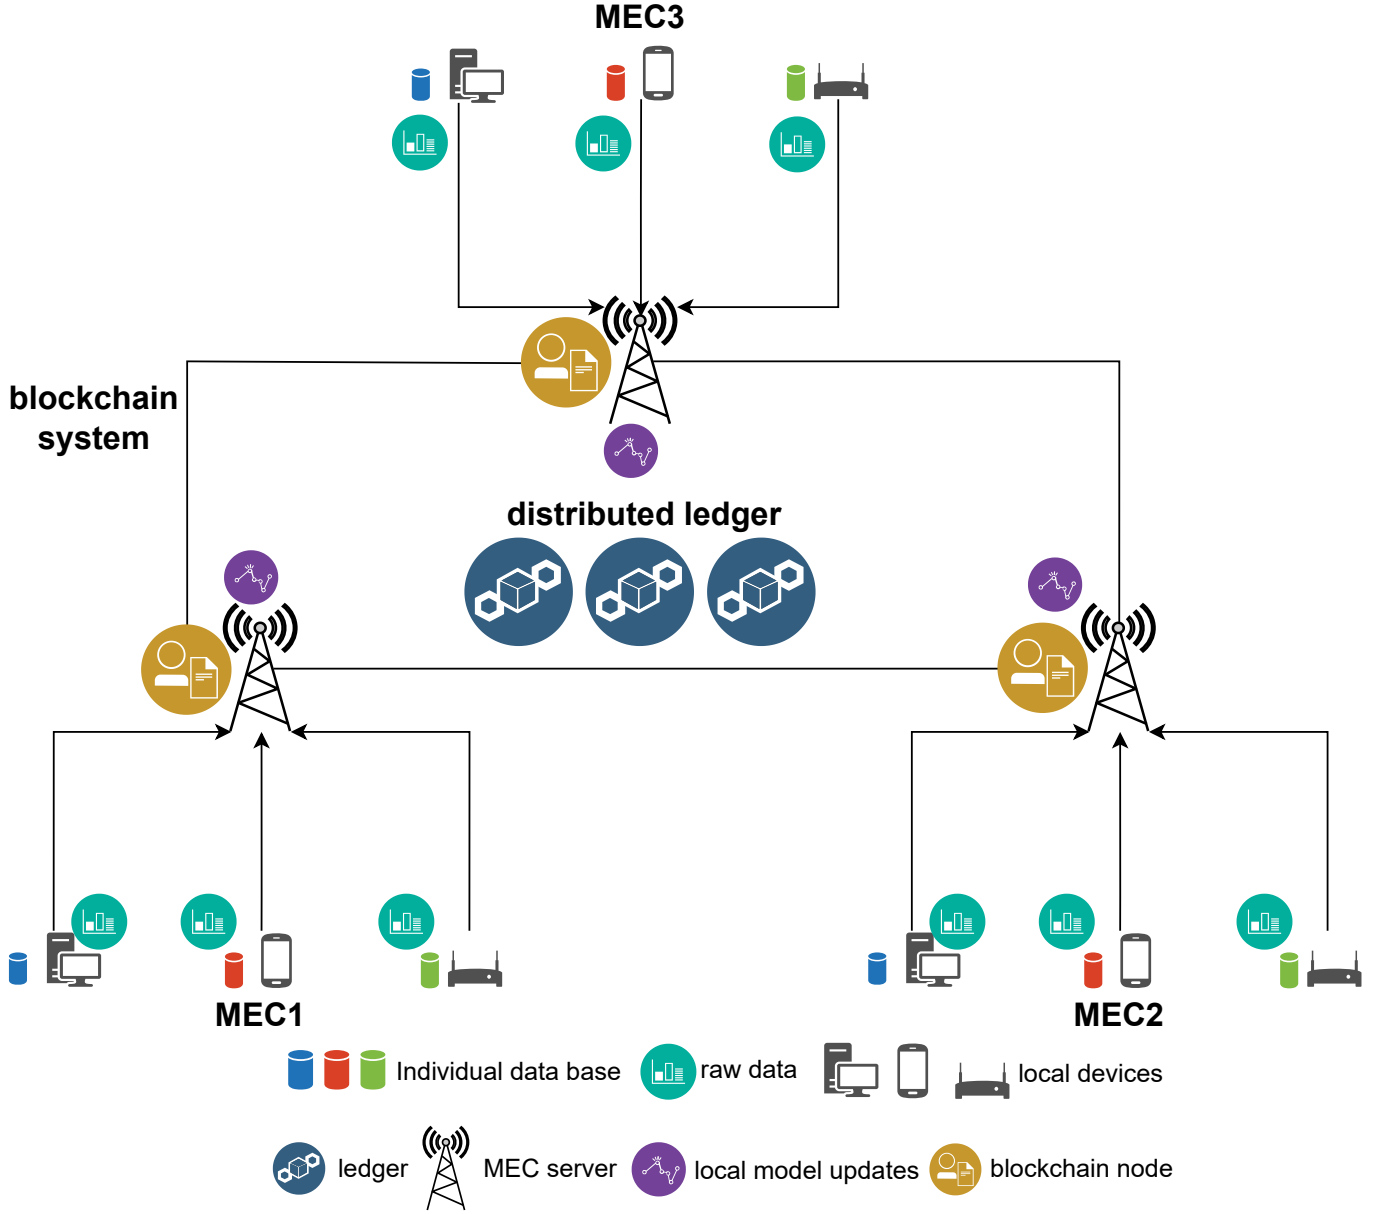 MEC3
blockchain
system
distributed ledger
MEC1
MEC2
Individual data base
raw data
local devices
ledger
MEC server
local model updates
blockchain node